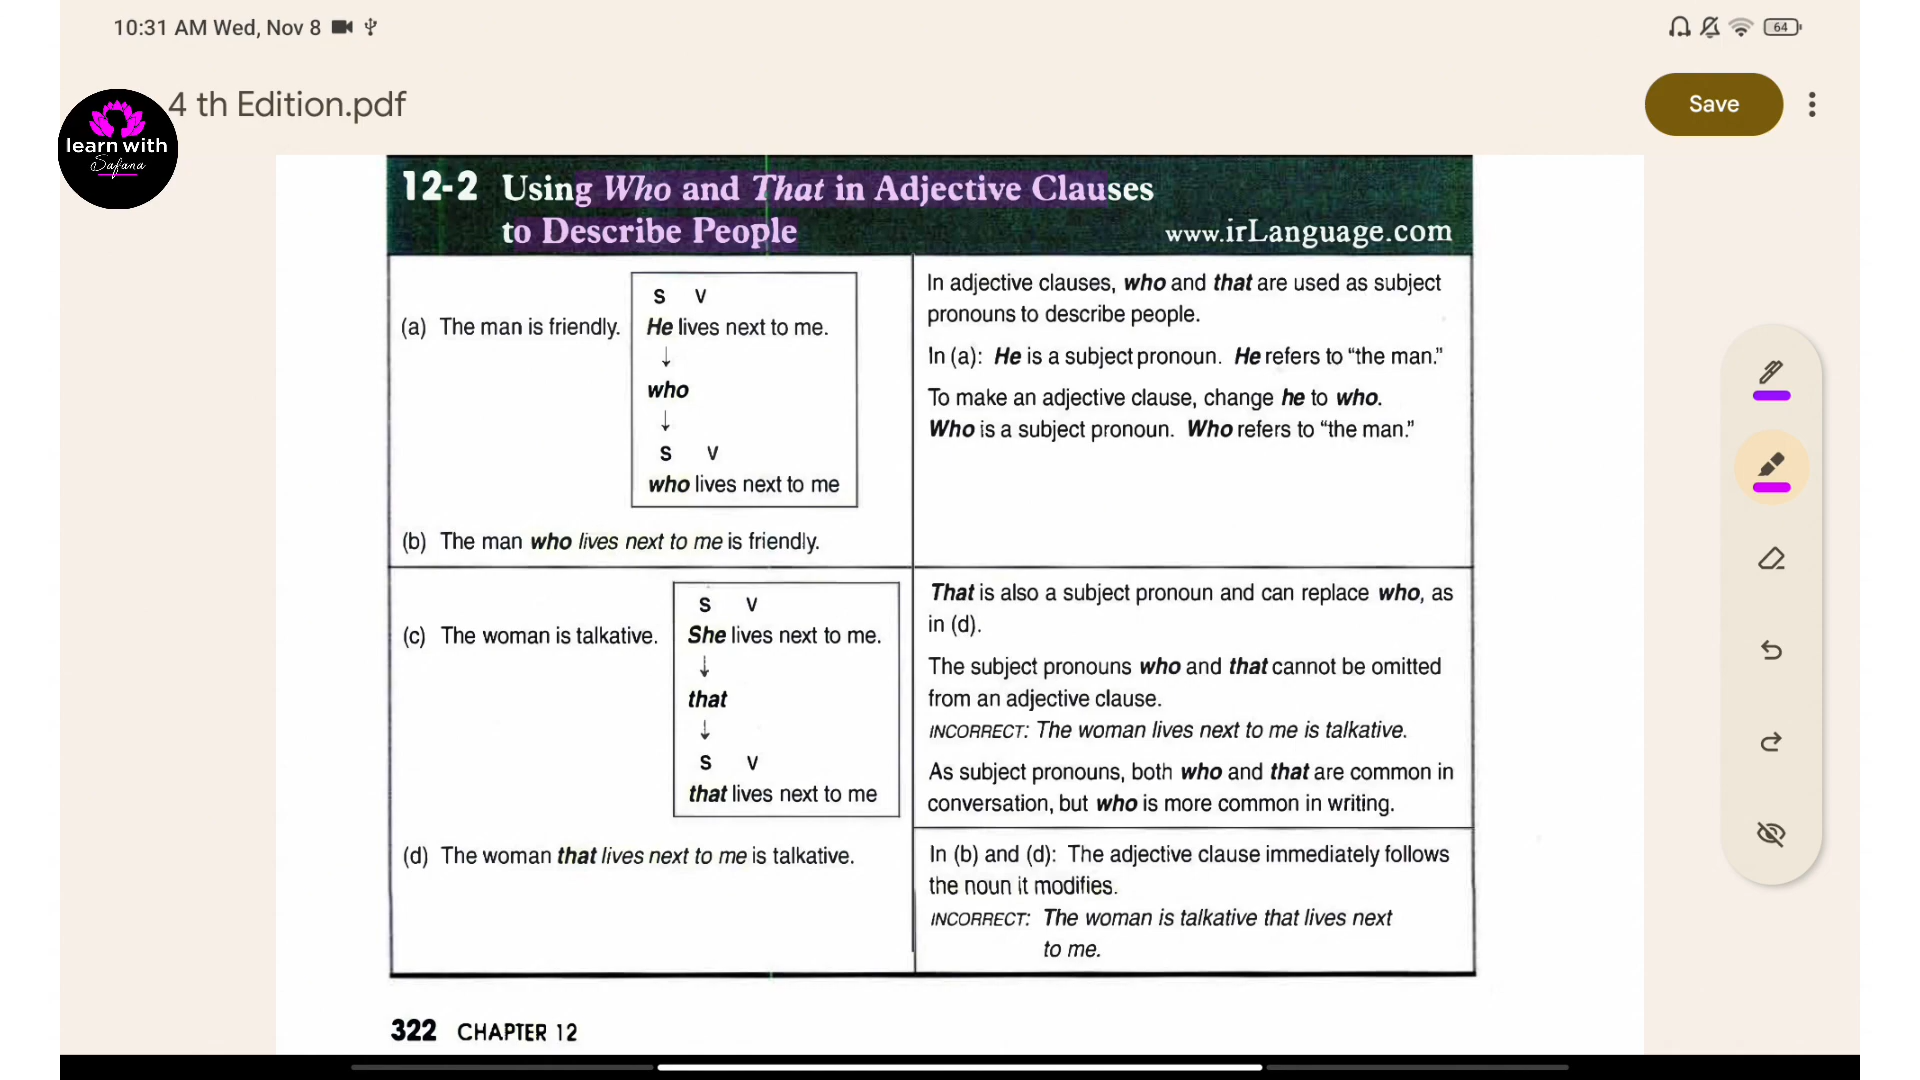 10:31 AM Wed, Nov 8
64
learn with
Safana
4 th Edition.pdf
Save
12-2 Using Who and That in Adjective Clauses
to Describe People
www.irLanguage.com
S V
(a) The man is friendly. He lives next to me.
↓
who
↓
S V
who lives next to me
(b) The man who lives next to me is friendly.
In adjective clauses, who and that are used as subject
pronouns to describe people.
In (a): He is a subject pronoun. He refers to “the man.”
To make an adjective clause, change he to who.
Who is a subject pronoun. Who refers to “the man.”
S V
(c) The woman is talkative. She lives next to me.
↓
that
↓
S V
that lives next to me
(d) The woman that lives next to me is talkative.
That is also a subject pronoun and can replace who, as
in (d).
The subject pronouns who and that cannot be omitted
from an adjective clause.
INCORRECT: The woman lives next to me is talkative.
As subject pronouns, both who and that are common in
conversation, but who is more common in writing.
In (b) and (d): The adjective clause immediately follows
the noun it modifies.
INCORRECT: The woman is talkative that lives next
to me.
322 CHAPTER 12